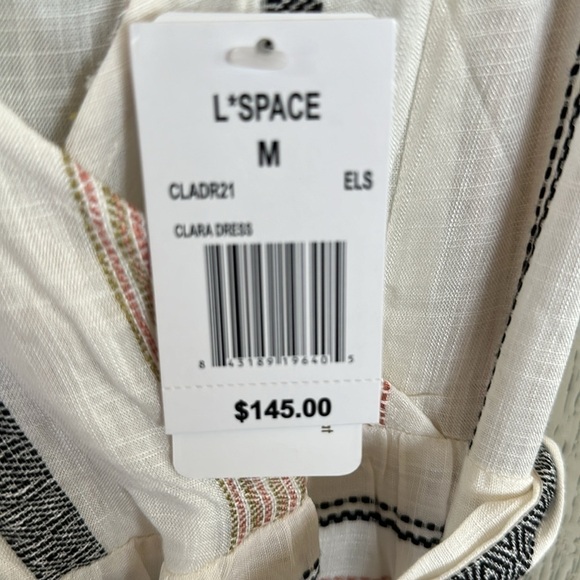 L*SPACE
M
CLADR21 ELS
CLARA DRESS
8 43189 19640 5
$145.00